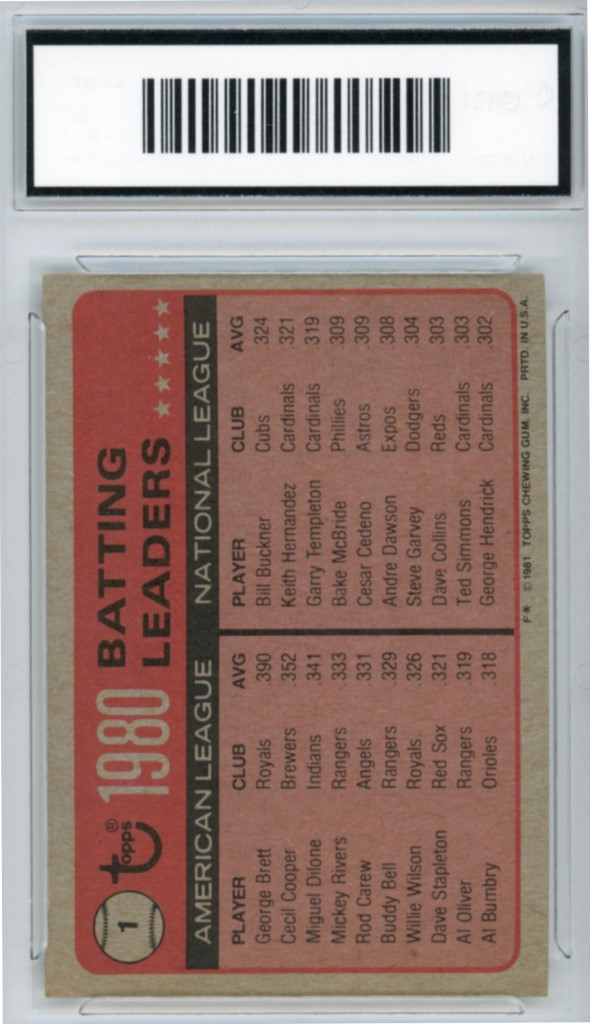 1
Topps®
1980 BATTING
LEADERS
AMERICAN LEAGUE
PLAYER CLUB AVG
George Brett Royals .390
Cecil Cooper Brewers .352
Miguel Dilone Indians .341
Mickey Rivers Rangers .333
Rod Carew Angels .331
Buddy Bell Rangers .329
Willie Wilson Royals .326
Dave Stapleton Red Sox .321
Al Oliver Rangers .319
Al Bumbry Orioles .318
NATIONAL LEAGUE
PLAYER CLUB AVG
Bill Buckner Cubs .324
Keith Hernandez Cardinals .321
Garry Templeton Cardinals .319
Bake McBride Phillies .309
Cesar Cedeno Astros .309
Andre Dawson Expos .308
Steve Garvey Dodgers .304
Dave Collins Reds .303
Ted Simmons Cardinals .303
George Hendrick Cardinals .302
F* © 1981 TOPPS CHEWING GUM, INC. PRTD. IN U.S.A.